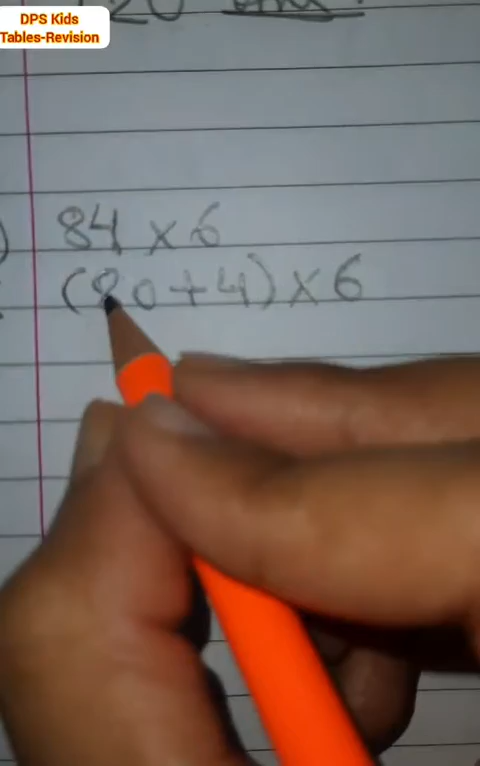 DPS Kids
Tables-Revision
84 × 6
(80+4) × 6